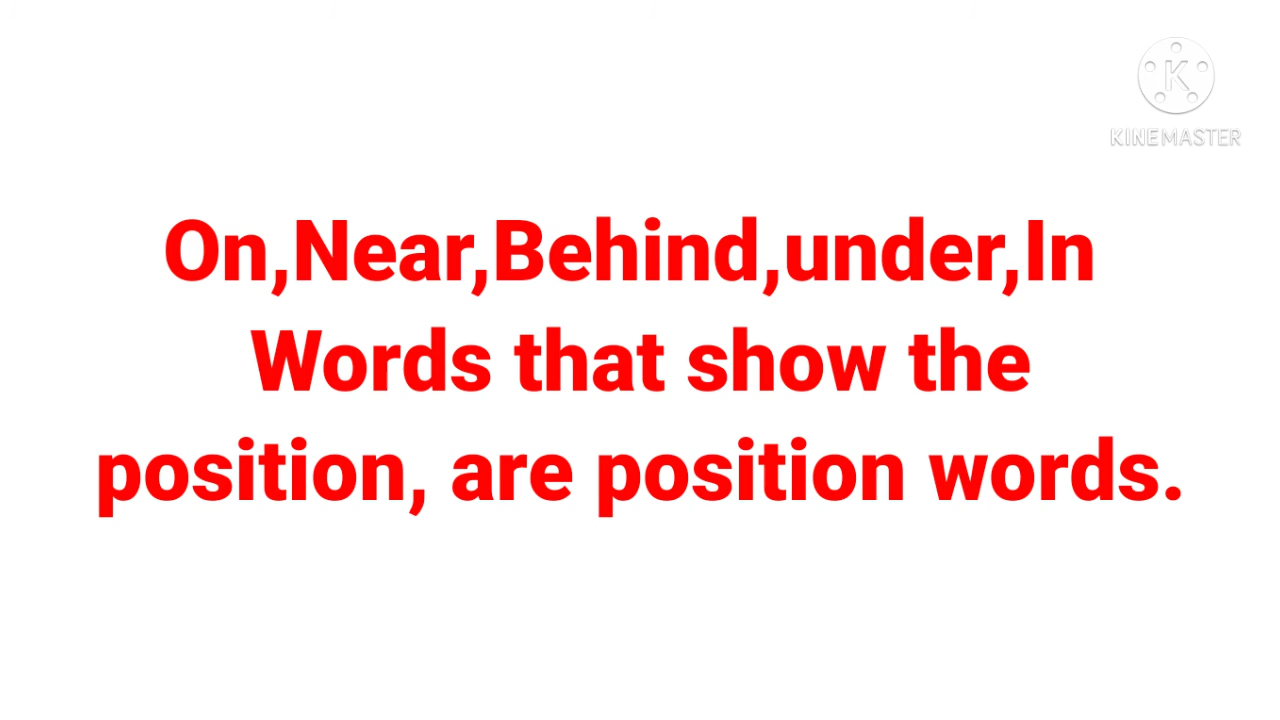 KINEMASTER
On,Near,Behind,under,In
Words that show the
position, are position words.